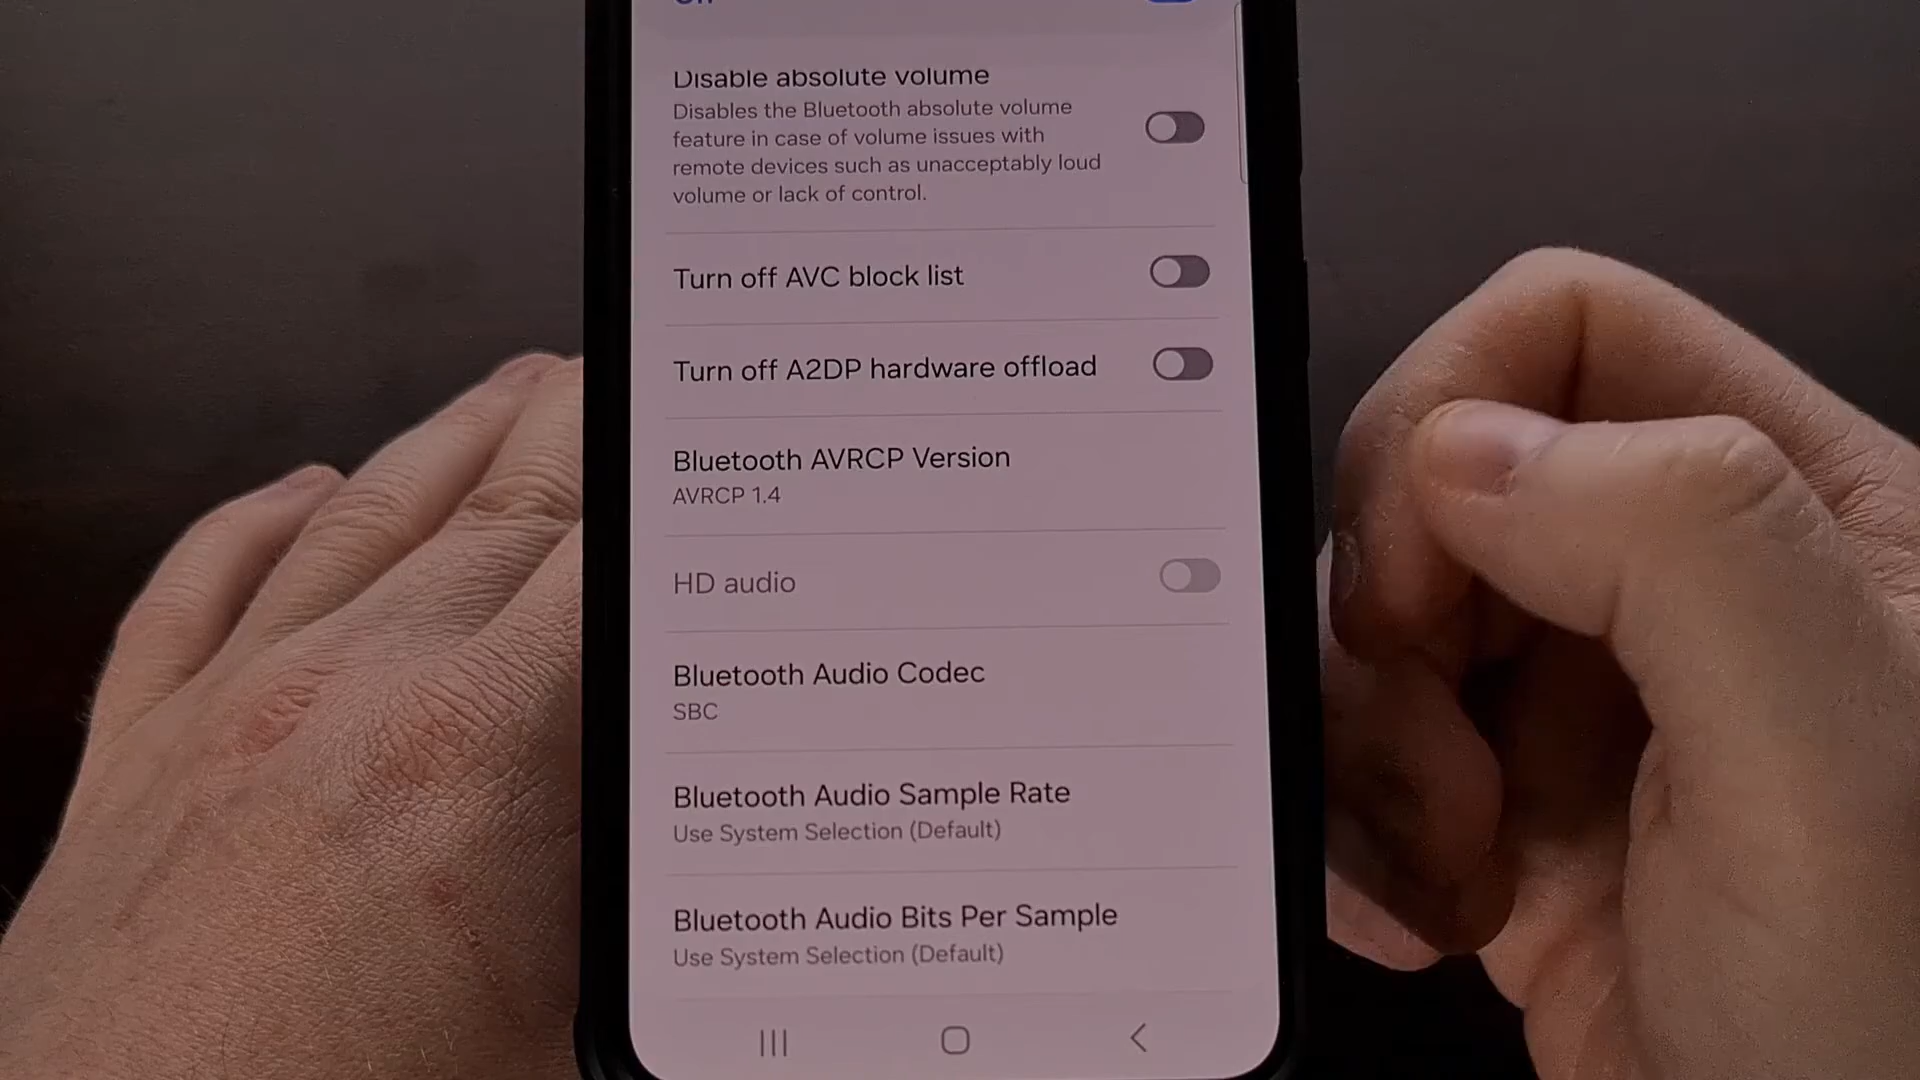 Disable absolute volume
Disables the Bluetooth absolute volume
feature in case of volume issues with
remote devices such as unacceptably loud
volume or lack of control.
Turn off AVC block list
Turn off A2DP hardware offload
Bluetooth AVRCP Version
AVRCP 1.4
HD audio
Bluetooth Audio Codec
SBC
Bluetooth Audio Sample Rate
Use System Selection (Default)
Bluetooth Audio Bits Per Sample
Use System Selection (Default)